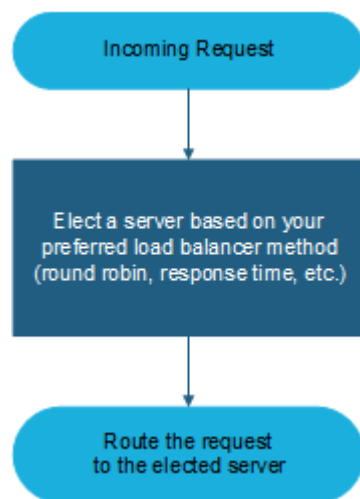 Incoming Request
Elect a server based on your
preferred load balancer method
(round robin, response time, etc.)
Route the request
to the elected server